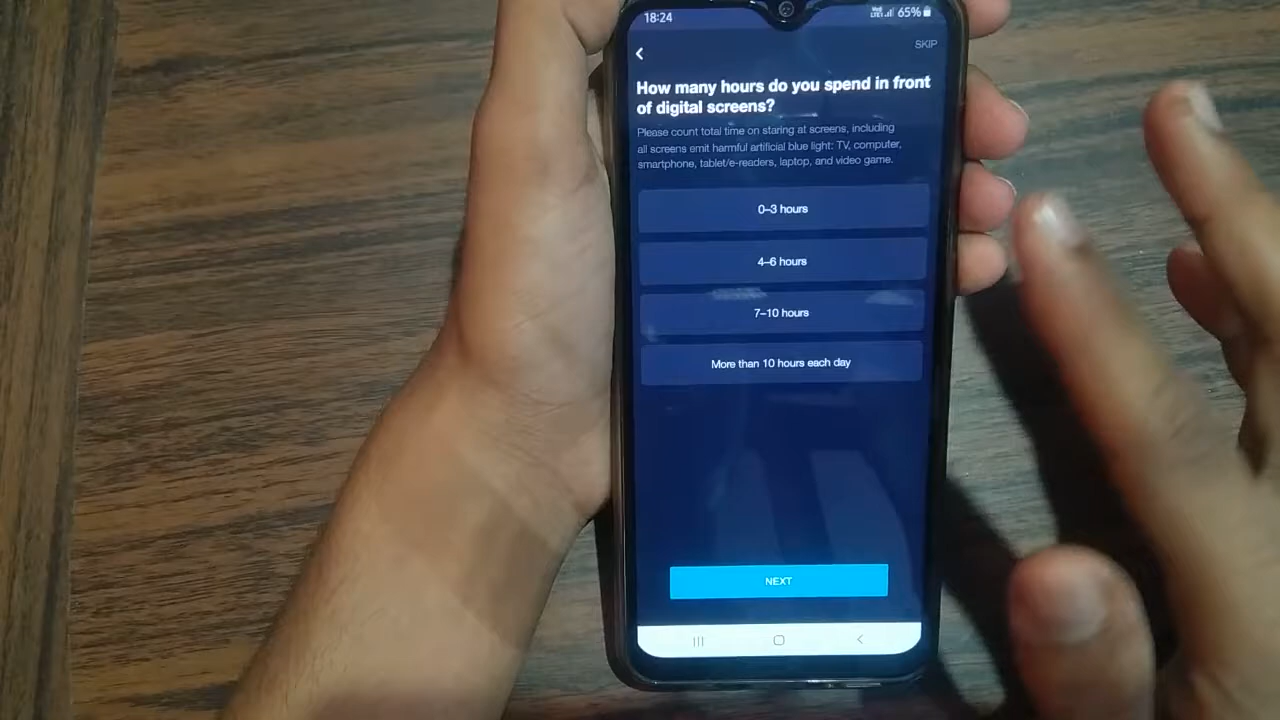 18:24
65%
SKIP
How many hours do you spend in front
of digital screens?
Please count total time on staring at screens, including
all screens emit harmful artificial blue light: TV, computer,
smartphone, tablet/e-readers, laptop, and video game.
0–3 hours
4–6 hours
7–10 hours
More than 10 hours each day
NEXT